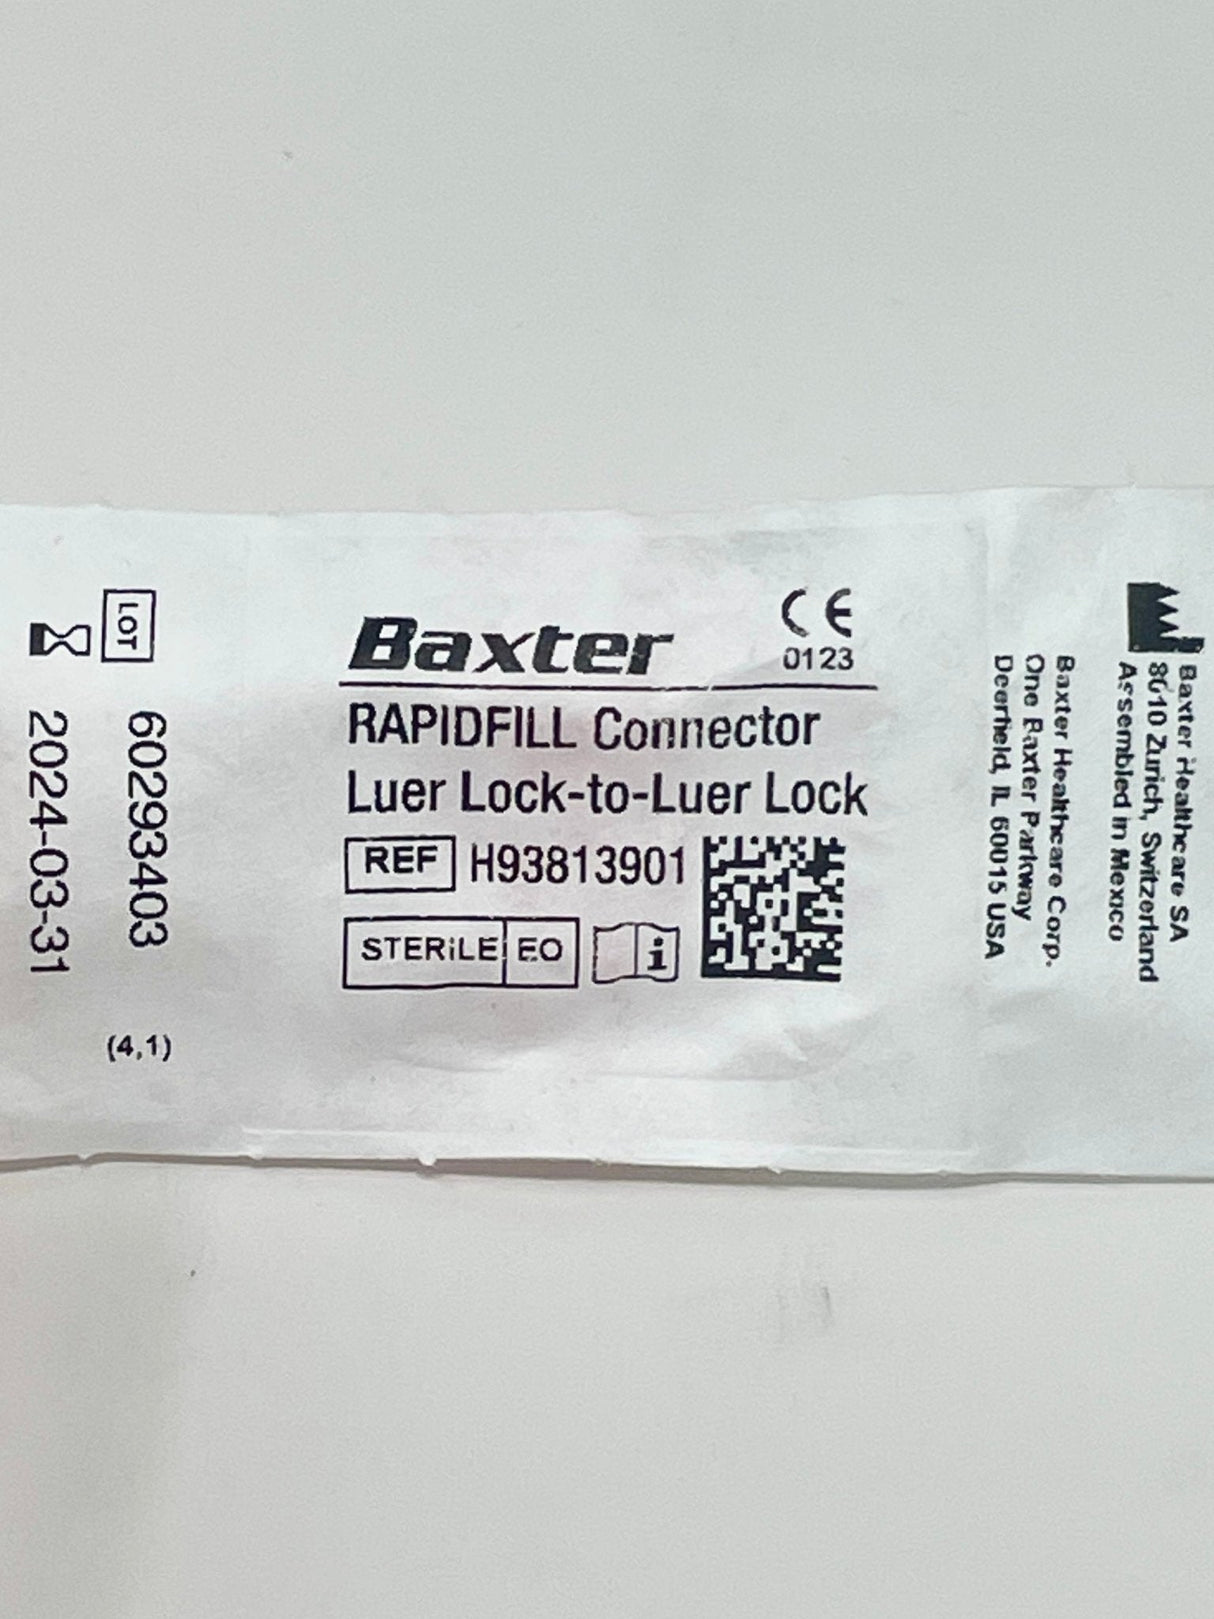 LOT 60293403
2024-03-31
(4,1)
Baxter
CE
0123
RAPIDFILL Connector
Luer Lock-to-Luer Lock
REF H93813901
STERILE EO
i
Baxter Healthcare SA
8010 Zurich, Switzerland
Assembled in Mexico
Baxter Healthcare Corp.
One Baxter Parkway
Deerfield, IL 60015 USA